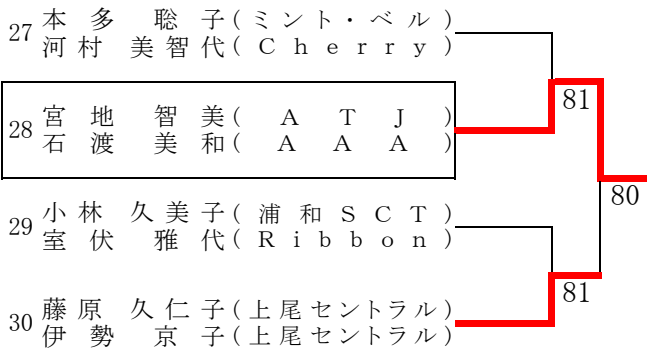 27 本多 聡子(ミント・ベル)
河村 美智代(Cherry)
81
28 宮地 智美(ATJ)
石渡 美和(AAA)
80
29 小林 久美子(浦和SCT)
室伏 雅代(Ribbon)
81
30 藤原 久仁子(上尾セントラル)
伊勢 京子(上尾セントラル)